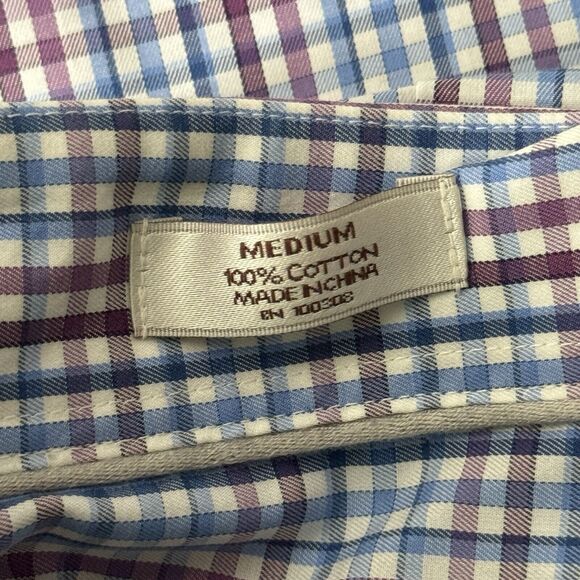 MEDIUM
100% COTTON
MADE IN CHINA
RN 100308